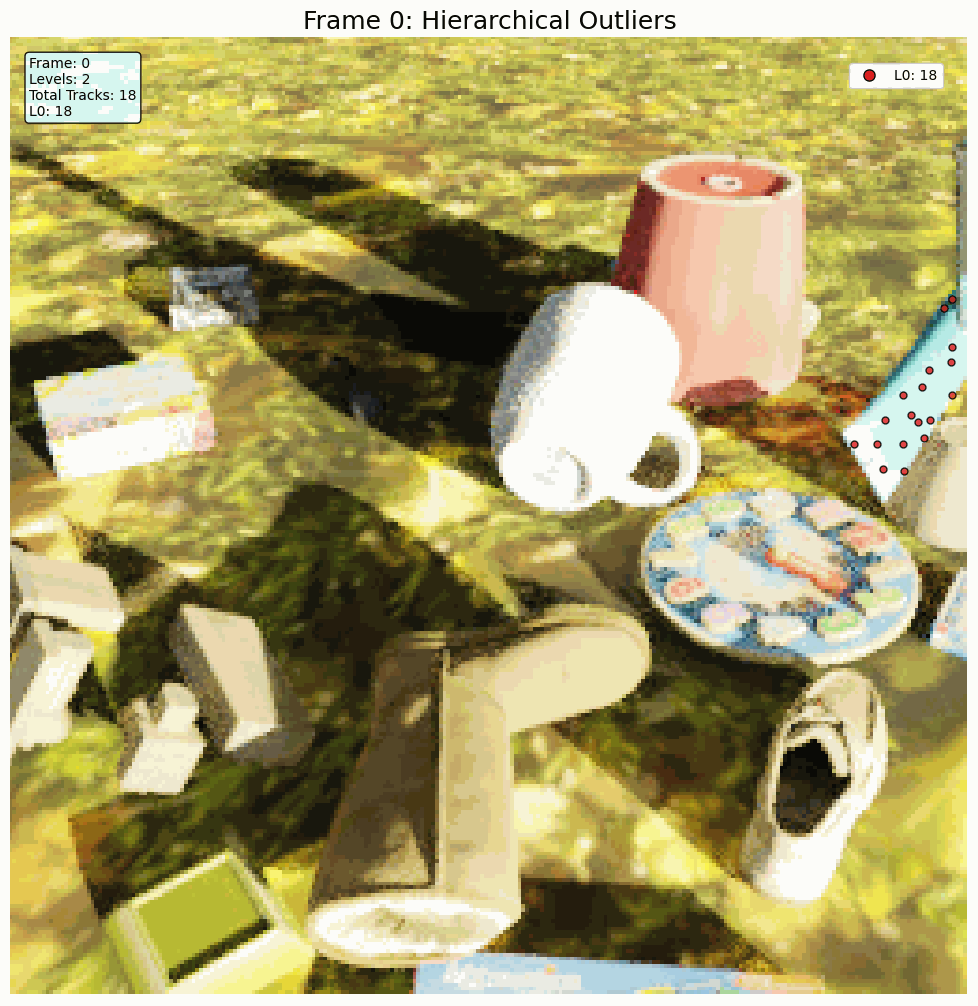 Frame 0: Hierarchical Outliers
Frame: 0
Levels: 2
Total Tracks: 18
L0: 18
L0: 18